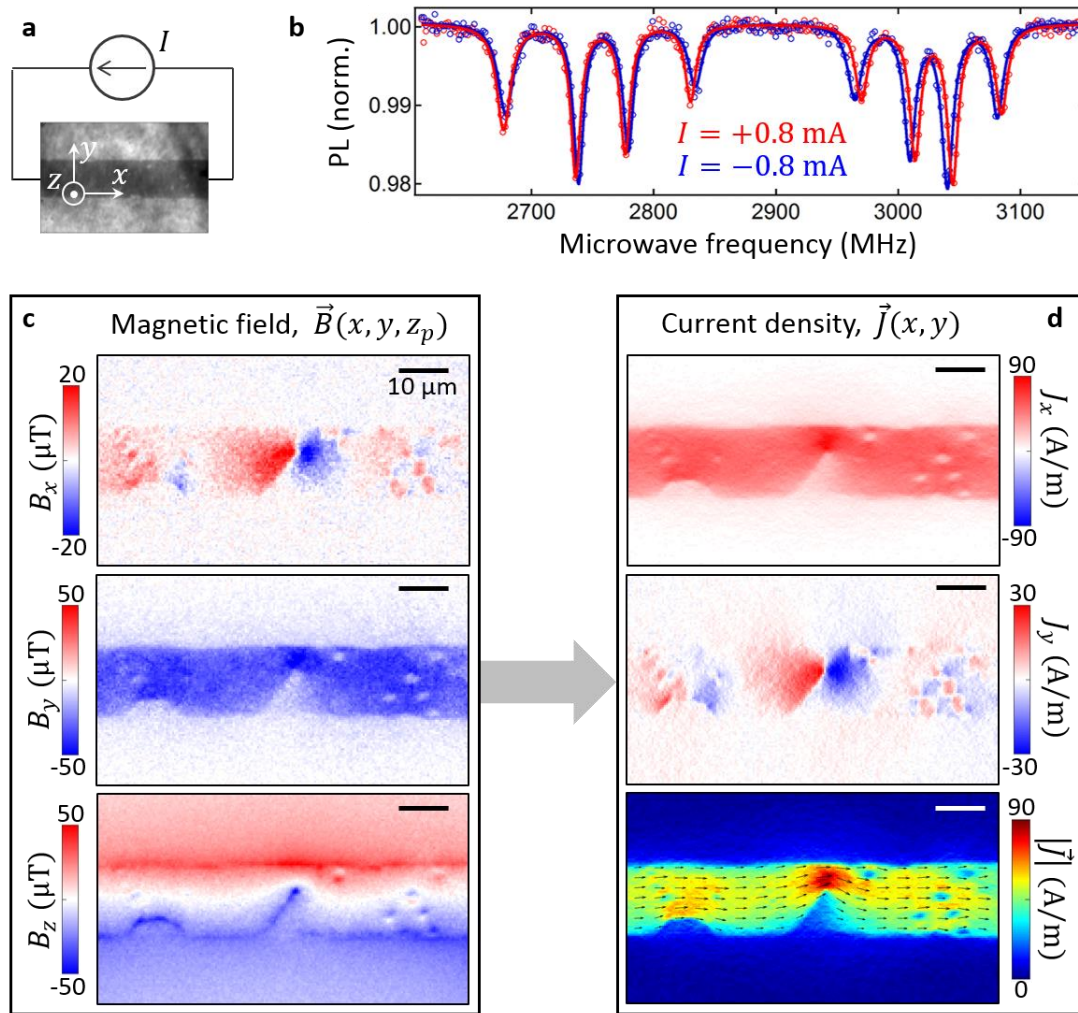 a
I
y
z
x
b
PL (norm.)
1.00
0.99
0.98
I = +0.8 mA
I = −0.8 mA
2700
2800
2900
3000
3100
Microwave frequency (MHz)
c
Magnetic field, B⃗(x, y, z_p)
20
B_x (μT)
-20
10 μm
50
B_y (μT)
-50
50
B_z (μT)
-50
d
Current density, J⃗(x, y)
90
J_x (A/m)
-90
30
J_y (A/m)
-30
90
|J⃗| (A/m)
0